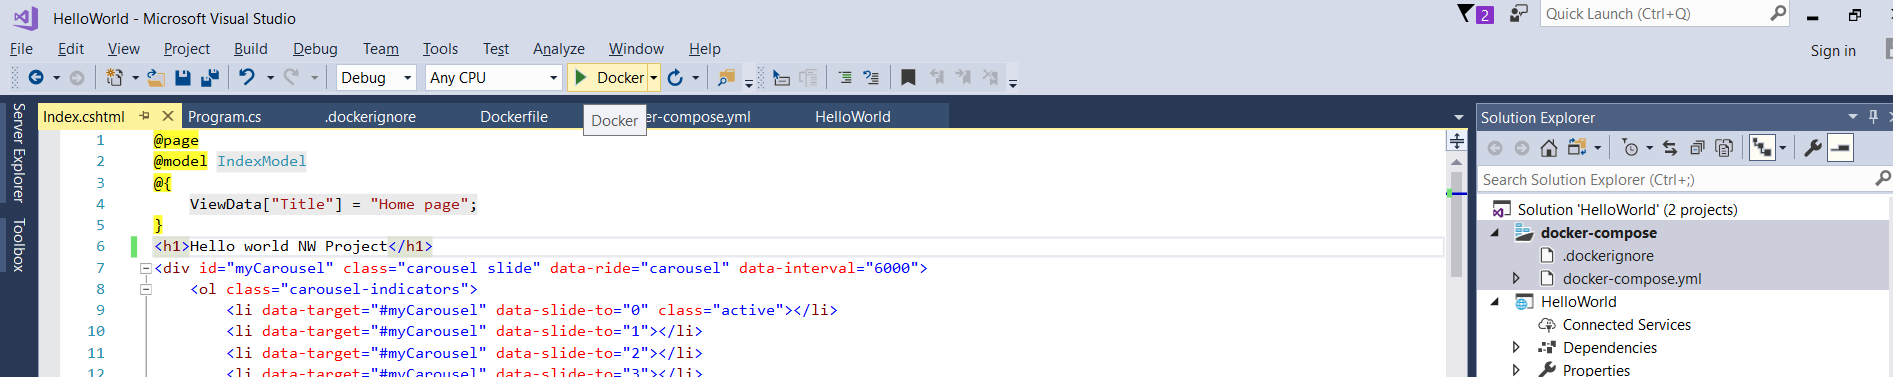 HelloWorld - Microsoft Visual Studio
2
Quick Launch (Ctrl+Q)
File Edit View Project Build Debug Team Tools Test Analyze Window Help
Sign in
Debug Any CPU Docker
Server Explorer
Toolbox
Index.cshtml Program.cs .dockerignore Dockerfile er-compose.yml HelloWorld
Docker
1 @page
2 @model IndexModel
3 @{
4 ViewData["Title"] = "Home page";
5 }
6 <h1>Hello world NW Project</h1>
7 <div id="myCarousel" class="carousel slide" data-ride="carousel" data-interval="6000">
8 <ol class="carousel-indicators">
9 <li data-target="#myCarousel" data-slide-to="0" class="active"></li>
10 <li data-target="#myCarousel" data-slide-to="1"></li>
11 <li data-target="#myCarousel" data-slide-to="2"></li>
12 <li data-target="#myCarousel" data-slide-to="3"></li>
Solution Explorer
Search Solution Explorer (Ctrl+;)
Solution 'HelloWorld' (2 projects)
docker-compose
.dockerignore
docker-compose.yml
HelloWorld
Connected Services
Dependencies
Properties